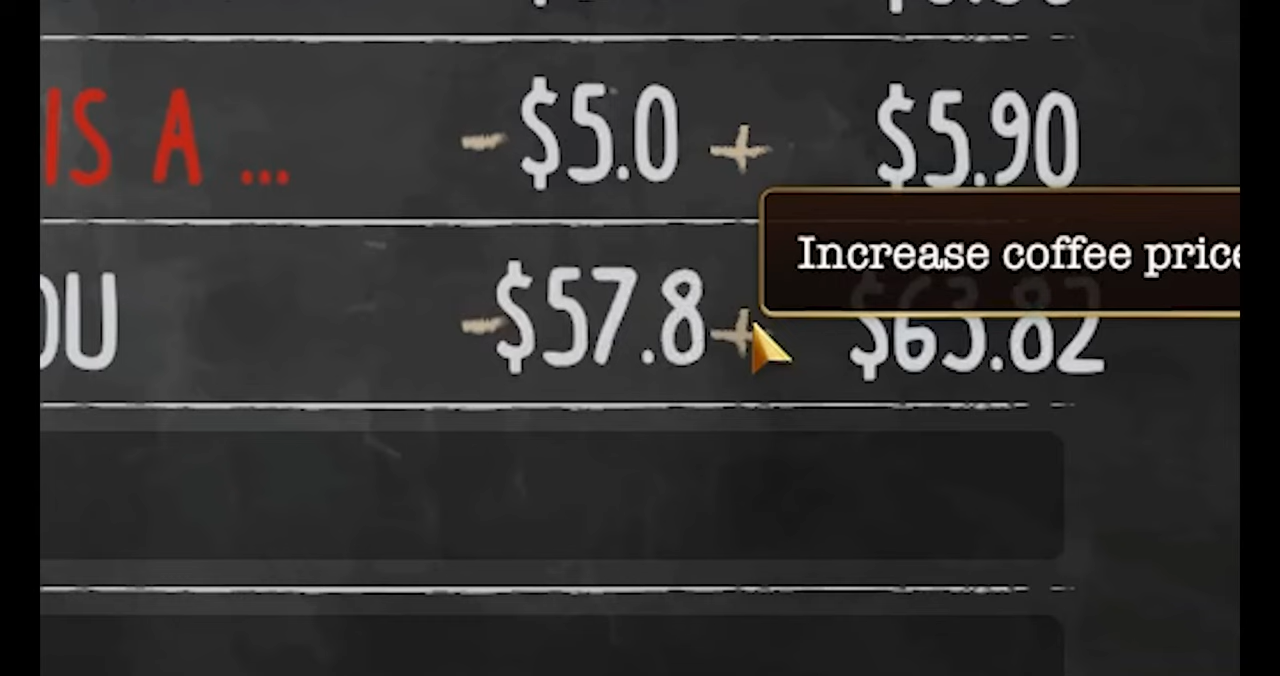 IS A ... - $5.0 + $5.90
Increase coffee price
OU - $57.8 + $63.82